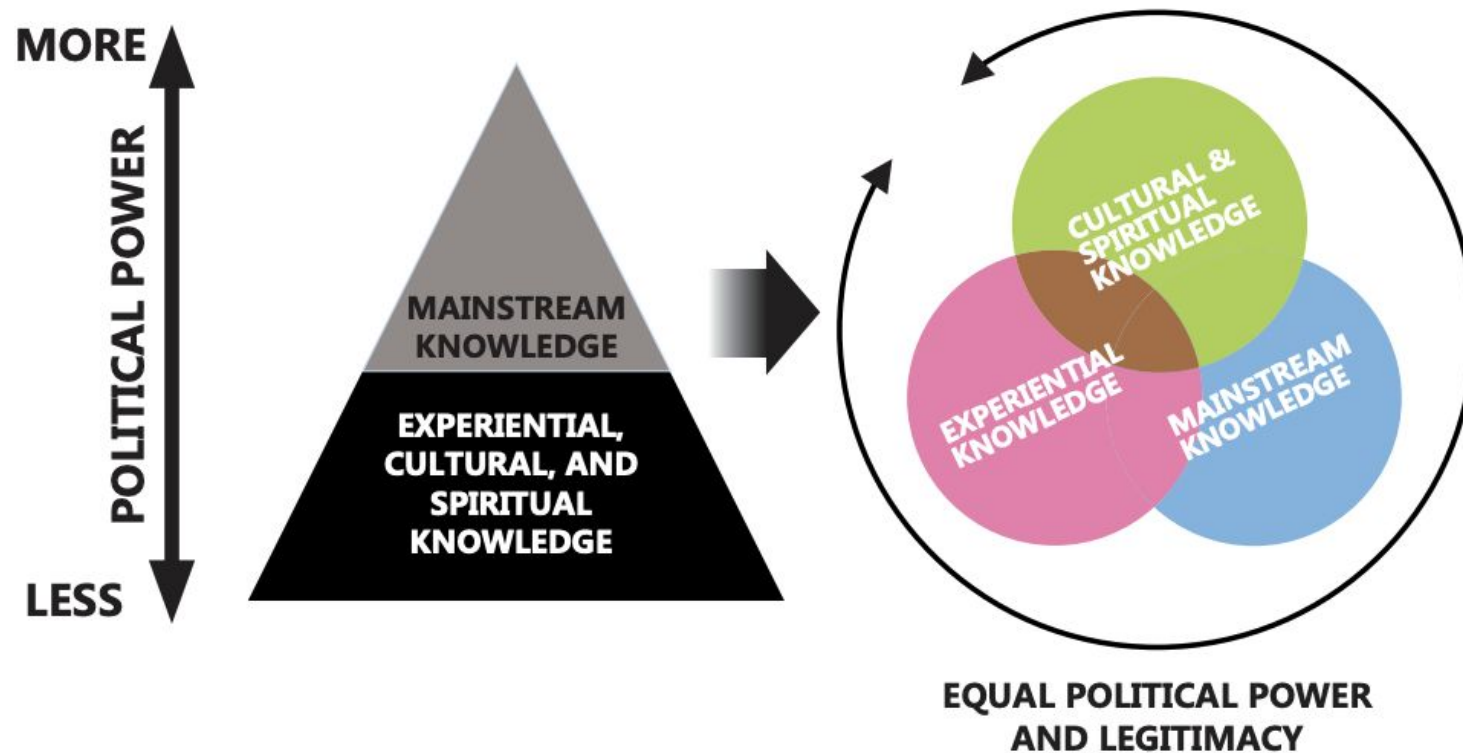 MORE
POLITICAL POWER
LESS
MAINSTREAM
KNOWLEDGE
EXPERIENTIAL,
CULTURAL, AND
SPIRITUAL
KNOWLEDGE
CULTURAL &
SPIRITUAL
KNOWLEDGE
EXPERIENTIAL
KNOWLEDGE
MAINSTREAM
KNOWLEDGE
EQUAL POLITICAL POWER
AND LEGITIMACY